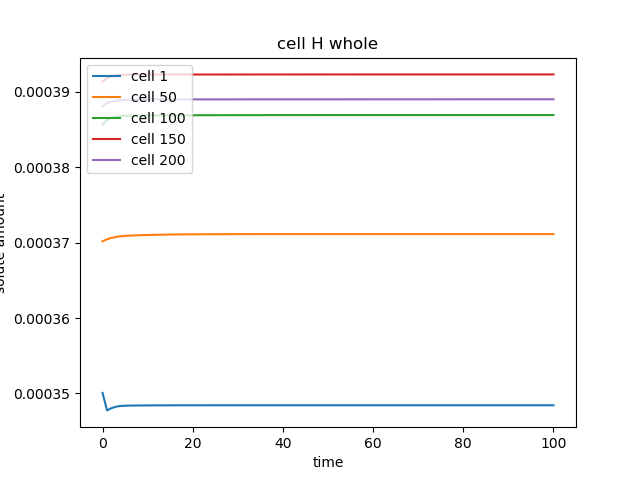 cell H whole
cell 1
cell 50
cell 100
cell 150
cell 200
0.00039
0.00038
0.00037
0.00036
0.00035
solute amount
0 20 40 60 80 100
time